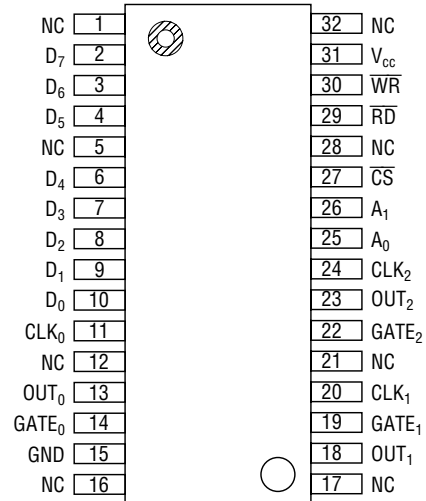 NC 1 32 NC
D₇ 2 31 Vcc
D₆ 3 30 W̅R̅
D₅ 4 29 R̅D̅
NC 5 28 NC
D₄ 6 27 C̅S̅
D₃ 7 26 A₁
D₂ 8 25 A₀
D₁ 9 24 CLK₂
D₀ 10 23 OUT₂
CLK₀ 11 22 GATE₂
NC 12 21 NC
OUT₀ 13 20 CLK₁
GATE₀ 14 19 GATE₁
GND 15 18 OUT₁
NC 16 17 NC